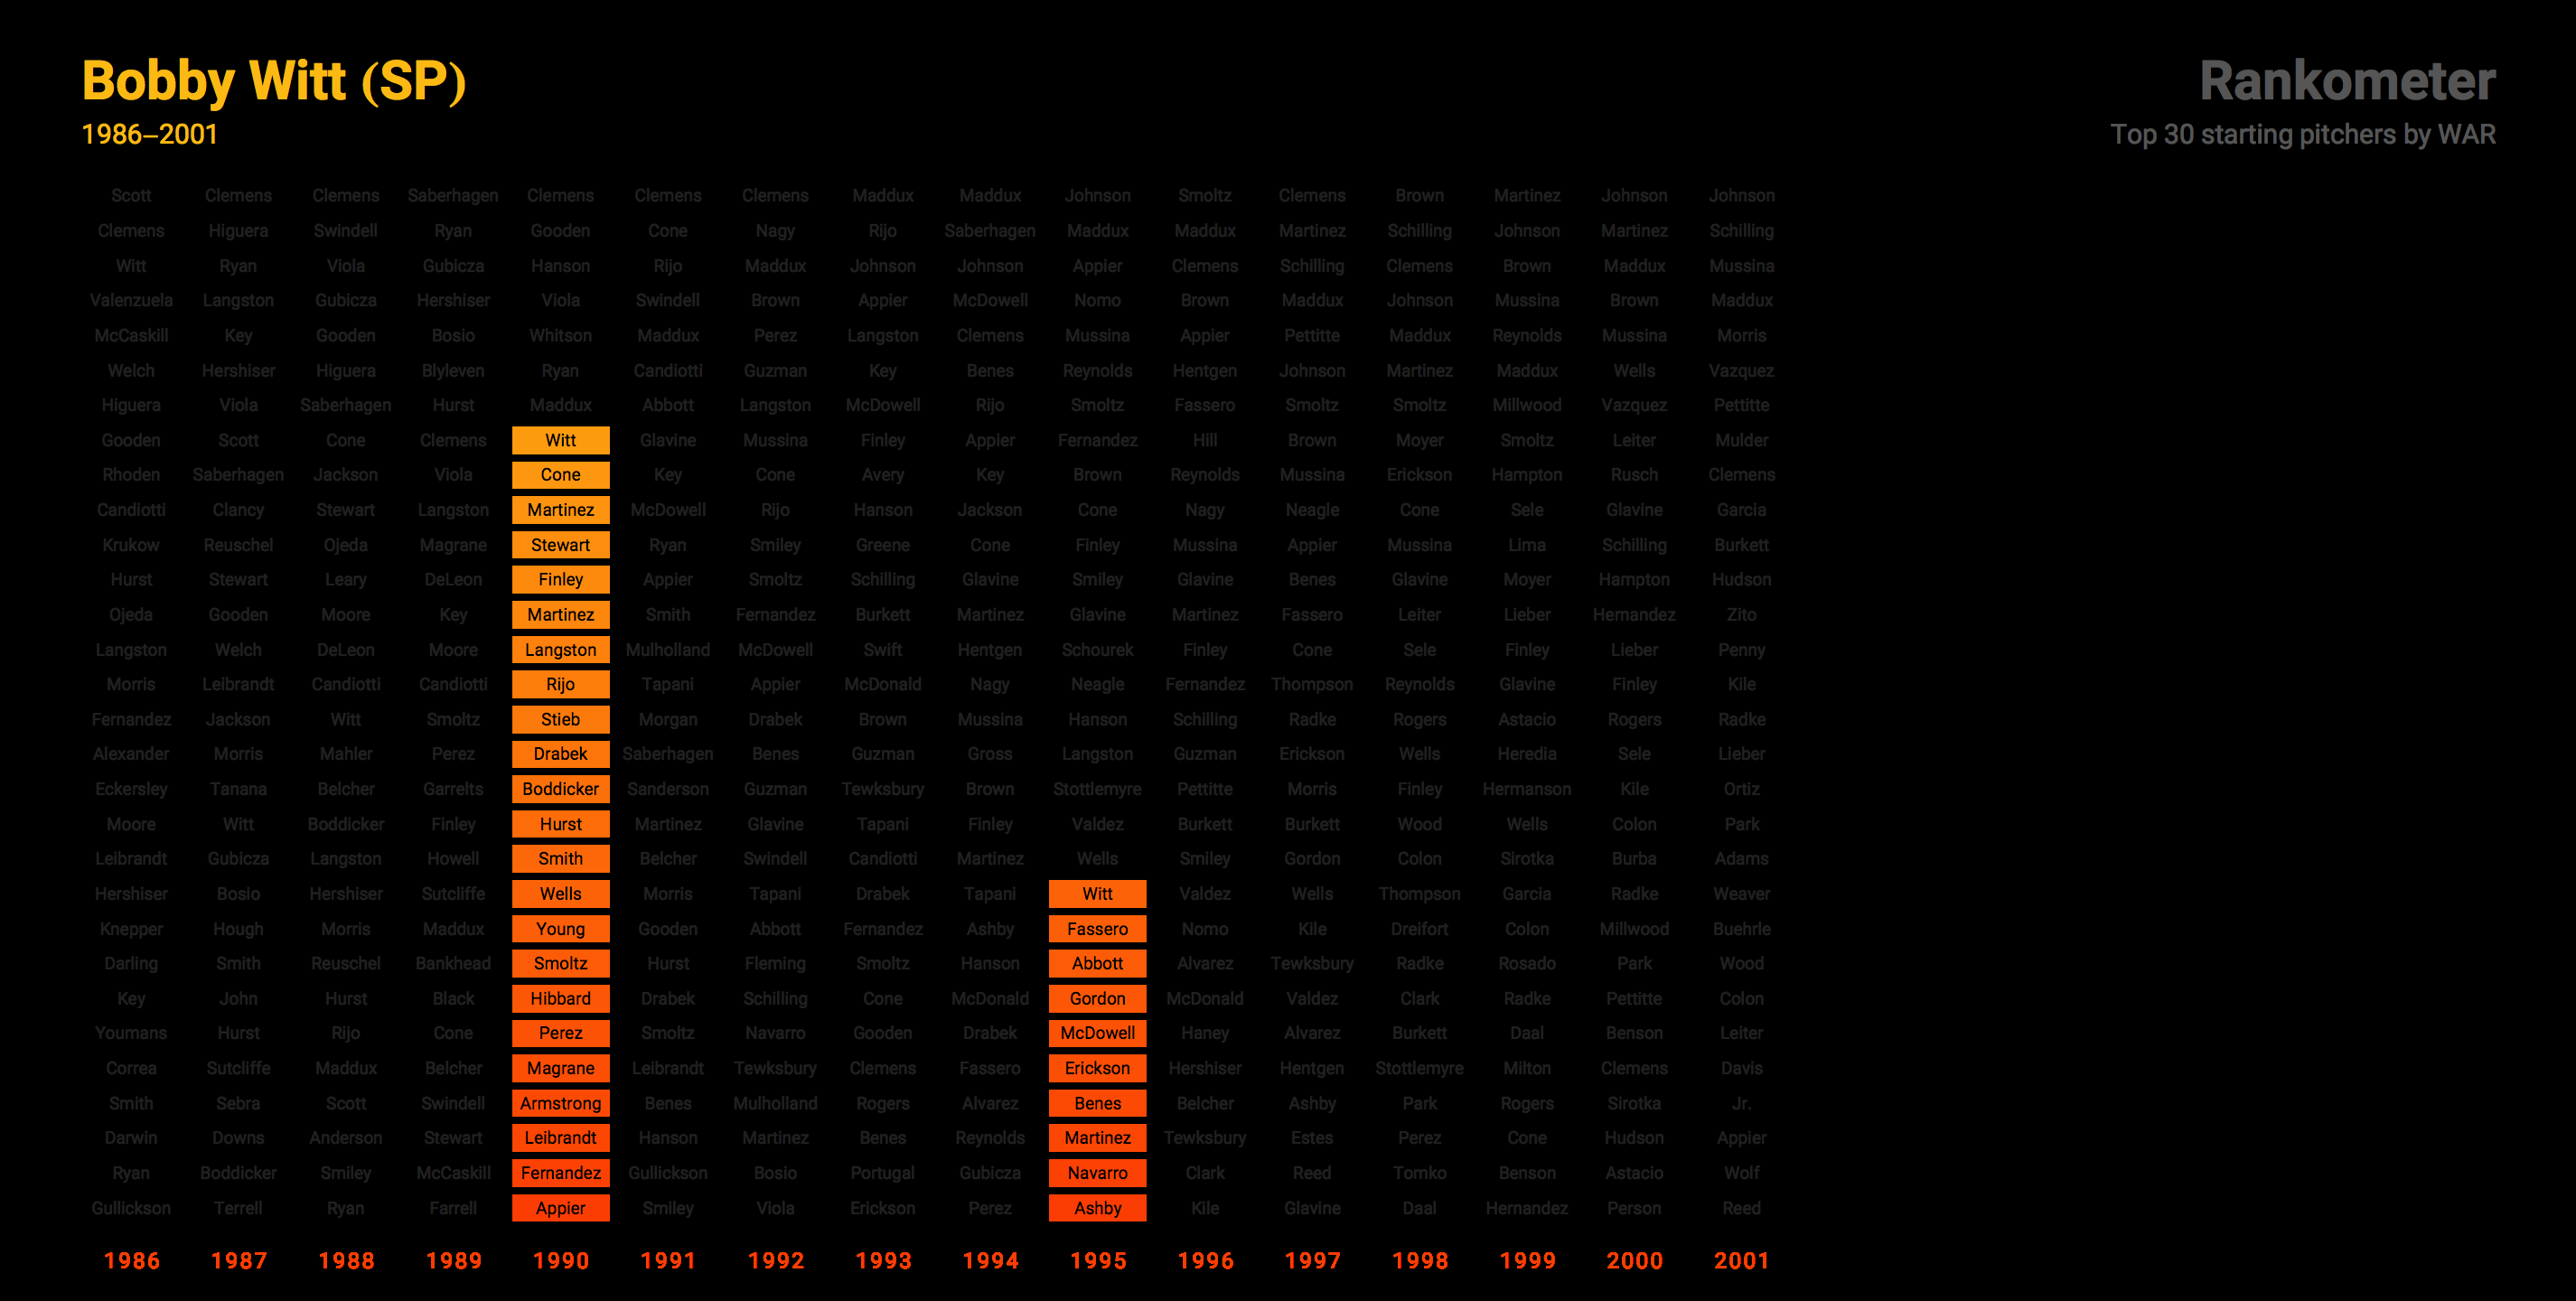 Bobby Witt (SP)
1986–2001
Rankometer
Top 30 starting pitchers by WAR
Scott Clemens Clemens Saberhagen Clemens Clemens Clemens Maddux Maddux Johnson Smoltz Clemens Brown Martinez Johnson Johnson
Clemens Higuera Swindell Ryan Gooden Cone Nagy Rijo Saberhagen Maddux Maddux Martinez Schilling Johnson Martinez Schilling
Witt Ryan Viola Gubicza Hanson Rijo Maddux Johnson Johnson Appier Clemens Schilling Clemens Brown Maddux Mussina
Valenzuela Langston Gubicza Hershiser Viola Swindell Brown Appier McDowell Nomo Brown Maddux Johnson Mussina Brown Maddux
McCaskill Key Gooden Bosio Whitson Maddux Perez Langston Clemens Mussina Appier Pettitte Maddux Reynolds Mussina Morris
Welch Hershiser Higuera Blyleven Ryan Candiotti Guzman Key Benes Reynolds Hentgen Johnson Martinez Maddux Wells Vazquez
Higuera Viola Saberhagen Hurst Maddux Abbott Langston McDowell Rijo Smoltz Fassero Smoltz Smoltz Millwood Vazquez Pettitte
Gooden Scott Cone Clemens Witt Glavine Mussina Finley Appier Fernandez Hill Brown Moyer Smoltz Leiter Mulder
Rhoden Saberhagen Jackson Viola Cone Key Cone Avery Key Brown Reynolds Mussina Erickson Hampton Rusch Clemens
Candiotti Clancy Stewart Langston Martinez McDowell Rijo Hanson Jackson Cone Nagy Neagle Cone Sele Glavine Garcia
Krukow Reuschel Ojeda Magrane Stewart Ryan Smiley Greene Cone Finley Mussina Appier Mussina Lima Schilling Burkett
Hurst Stewart Leary DeLeon Finley Appier Smoltz Schilling Glavine Smiley Glavine Benes Glavine Moyer Hampton Hudson
Ojeda Gooden Moore Key Martinez Smith Fernandez Burkett Martinez Glavine Martinez Fassero Leiter Lieber Hernandez Zito
Langston Welch DeLeon Moore Langston Mulholland McDowell Swift Hentgen Schourek Finley Cone Sele Finley Lieber Penny
Morris Leibrandt Candiotti Candiotti Rijo Tapani Appier McDonald Nagy Neagle Fernandez Thompson Reynolds Glavine Finley Kile
Fernandez Jackson Witt Smoltz Stieb Morgan Drabek Brown Mussina Hanson Schilling Radke Rogers Astacio Rogers Radke
Alexander Morris Mahler Perez Drabek Saberhagen Benes Guzman Gross Langston Guzman Erickson Wells Heredia Sele Lieber
Eckersley Tanana Belcher Garrelts Boddicker Sanderson Guzman Tewksbury Brown Stottlemyre Pettitte Morris Finley Hermanson Kile Ortiz
Moore Witt Boddicker Finley Hurst Martinez Glavine Tapani Finley Valdez Burkett Burkett Wood Wells Colon Park
Leibrandt Gubicza Langston Howell Smith Belcher Swindell Candiotti Martinez Wells Smiley Gordon Colon Sirotka Burba Adams
Hershiser Bosio Hershiser Sutcliffe Wells Morris Tapani Drabek Tapani Witt Valdez Wells Thompson Garcia Radke Weaver
Knepper Hough Morris Maddux Young Gooden Abbott Fernandez Ashby Fassero Nomo Kile Dreifort Colon Millwood Buehrle
Darling Smith Reuschel Bankhead Smoltz Hurst Fleming Smoltz Hanson Abbott Alvarez Tewksbury Radke Rosado Park Wood
Key John Hurst Black Hibbard Drabek Schilling Cone McDonald Gordon McDonald Valdez Clark Radke Pettitte Colon
Youmans Hurst Rijo Cone Perez Smoltz Navarro Gooden Drabek McDowell Haney Alvarez Burkett Daal Benson Leiter
Correa Sutcliffe Maddux Belcher Magrane Leibrandt Tewksbury Clemens Fassero Erickson Hershiser Hentgen Stottlemyre Milton Clemens Davis
Smith Sebra Scott Swindell Armstrong Benes Mulholland Rogers Alvarez Benes Belcher Ashby Park Rogers Sirotka Jr.
Darwin Downs Anderson Stewart Leibrandt Hanson Martinez Benes Reynolds Martinez Tewksbury Estes Perez Cone Hudson Appier
Ryan Boddicker Smiley McCaskill Fernandez Gullickson Bosio Portugal Gubicza Navarro Clark Reed Tomko Benson Astacio Wolf
Gullickson Terrell Ryan Farrell Appier Smiley Viola Erickson Perez Ashby Kile Glavine Daal Hernandez Person Reed
1986 1987 1988 1989 1990 1991 1992 1993 1994 1995 1996 1997 1998 1999 2000 2001